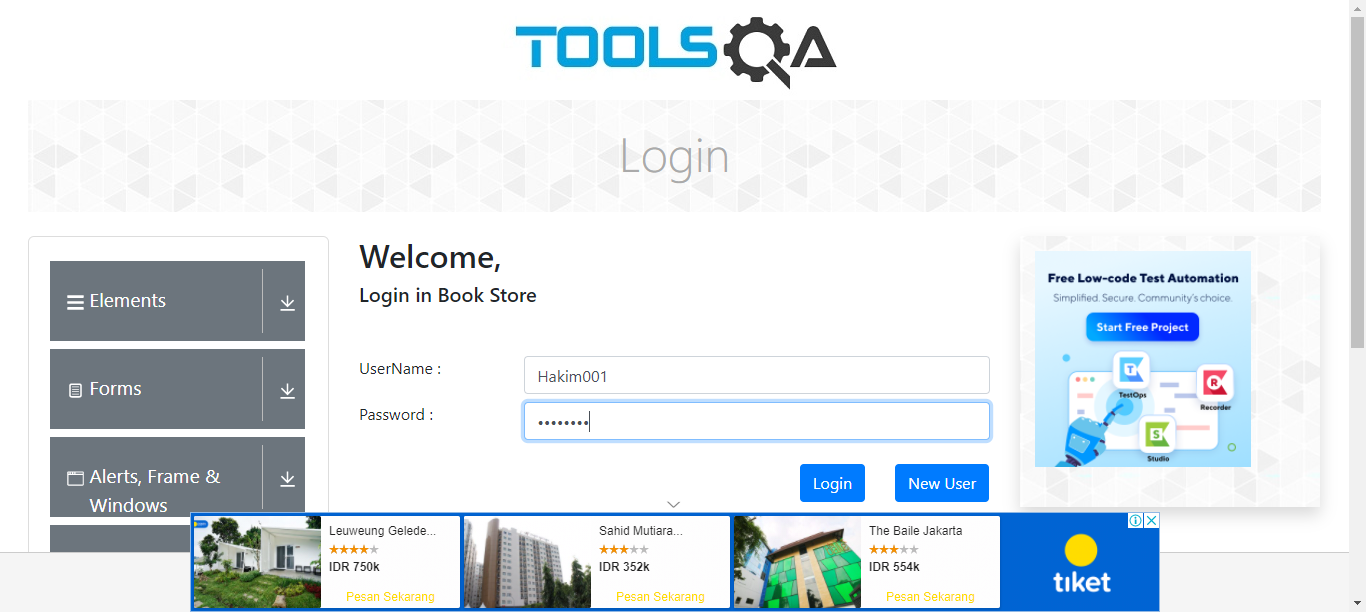 TOOLSQA
Login
Elements
Forms
Alerts, Frame &
Windows
Welcome,
Login in Book Store
UserName :
Hakim001
Password :
••••••••
Login
New User
Free Low-code Test Automation
Simplified. Secure. Community's choice.
Start Free Project
TestOps
Recorder
Studio
Leuweung Gelede...
IDR 750k
Pesan Sekarang
Sahid Mutiara...
IDR 352k
Pesan Sekarang
The Baile Jakarta
IDR 554k
Pesan Sekarang
tiket